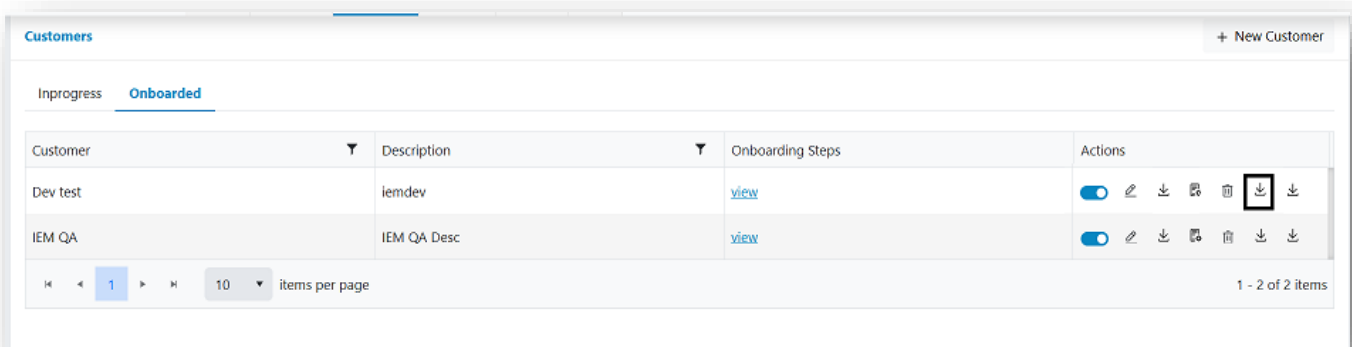 Customers
+ New Customer
Inprogress Onboarded
Customer Description Onboarding Steps Actions
Dev test iemdev view
IEM QA IEM QA Desc view
1 10 items per page 1 - 2 of 2 items